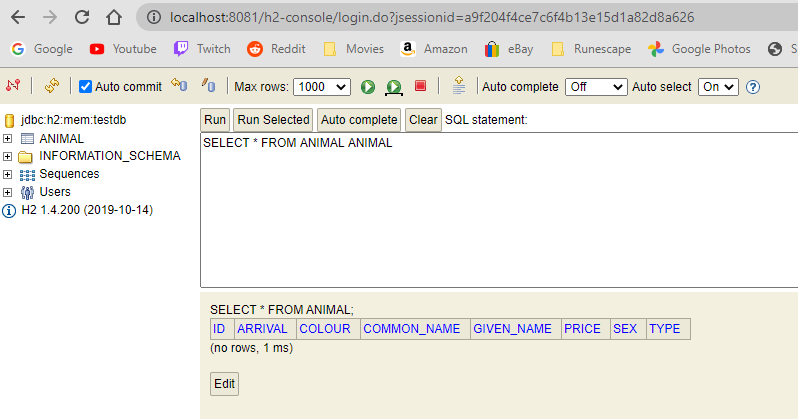 localhost:8081/h2-console/login.do?jsessionid=a9f204f4ce7c6f4b13e15d1a82d8a626
Google Youtube Twitch Reddit Movies Amazon eBay Runescape Google Photos S
Auto commit Max rows: 1000 Auto complete Off Auto select On ?
jdbc:h2:mem:testdb
ANIMAL
INFORMATION_SCHEMA
Sequences
Users
H2 1.4.200 (2019-10-14)
Run Run Selected Auto complete Clear SQL statement:
SELECT * FROM ANIMAL ANIMAL
SELECT * FROM ANIMAL;
ID ARRIVAL COLOUR COMMON_NAME GIVEN_NAME PRICE SEX TYPE
(no rows, 1 ms)
Edit